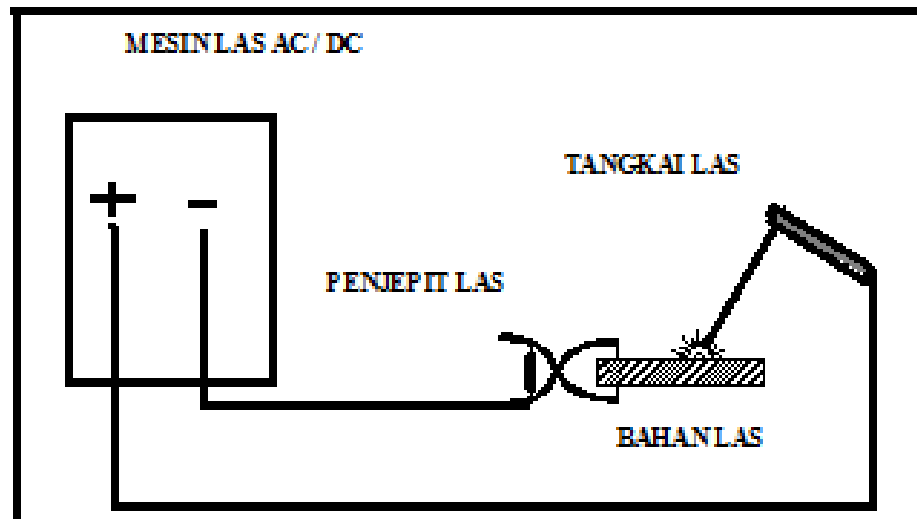 MESIN LAS AC / DC
TANGKAI LAS
+ −
PENJEPIT LAS
BAHAN LAS